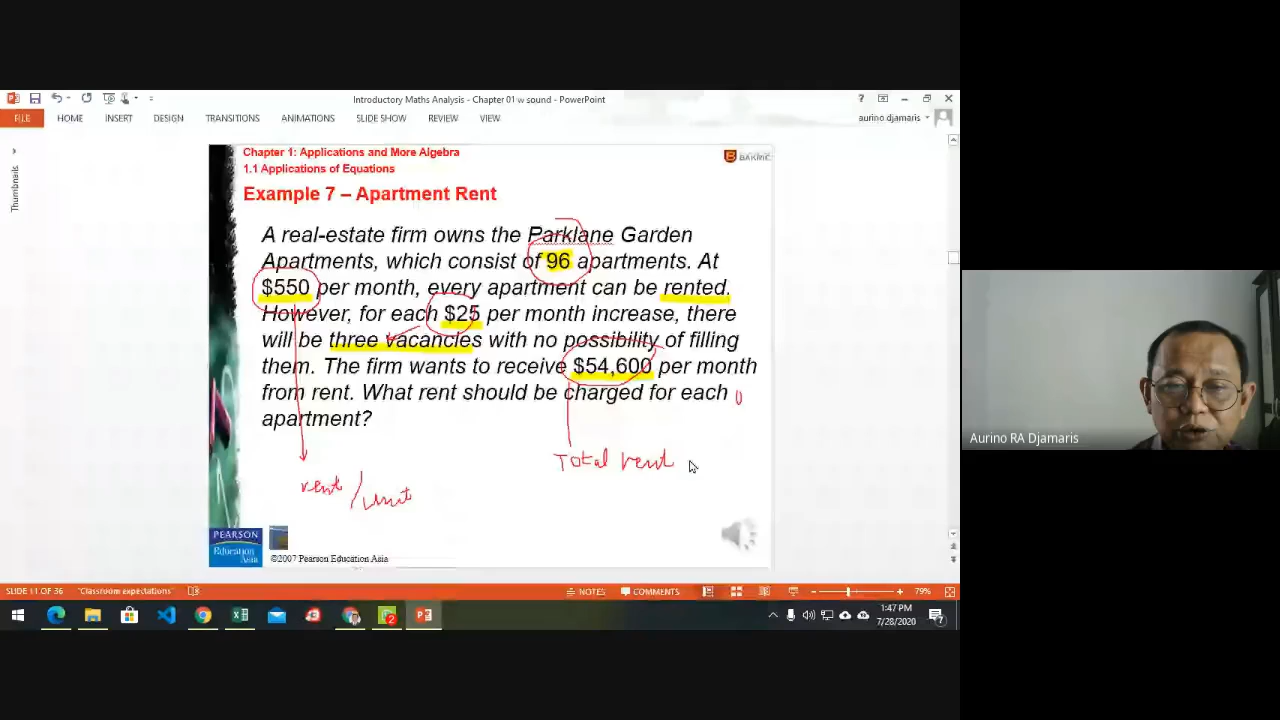 Introductory Maths Analysis - Chapter 01 w sound - PowerPoint
FILE HOME INSERT DESIGN TRANSITIONS ANIMATIONS SLIDE SHOW REVIEW VIEW
aurino djamaris
Thumbnails
Chapter 1: Applications and More Algebra
1.1 Applications of Equations
BAKRIE
Example 7 – Apartment Rent
A real-estate firm owns the Parklane Garden
Apartments, which consist of 96 apartments. At
$550 per month, every apartment can be rented.
However, for each $25 per month increase, there
will be three vacancies with no possibility of filling
them. The firm wants to receive $54,600 per month
from rent. What rent should be charged for each
apartment?
Total rent
rent/unit
PEARSON
Education
Asia
©2007 Pearson Education Asia
SLIDE 11 OF 36 "Classroom expectations" NOTES COMMENTS 79%
1:47 PM
7/28/2020
Aurino RA Djamaris